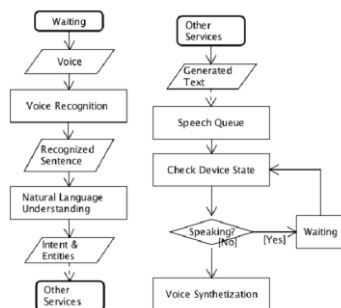 Waiting
Voice
Voice Recognition
Recognized
Sentence
Natural Language
Understanding
Intent &
Entities
Other
Services
Other
Services
Generated
Text
Speech Queue
Check Device State
Speaking?
[No]
[Yes]
Waiting
Voice Synthetization